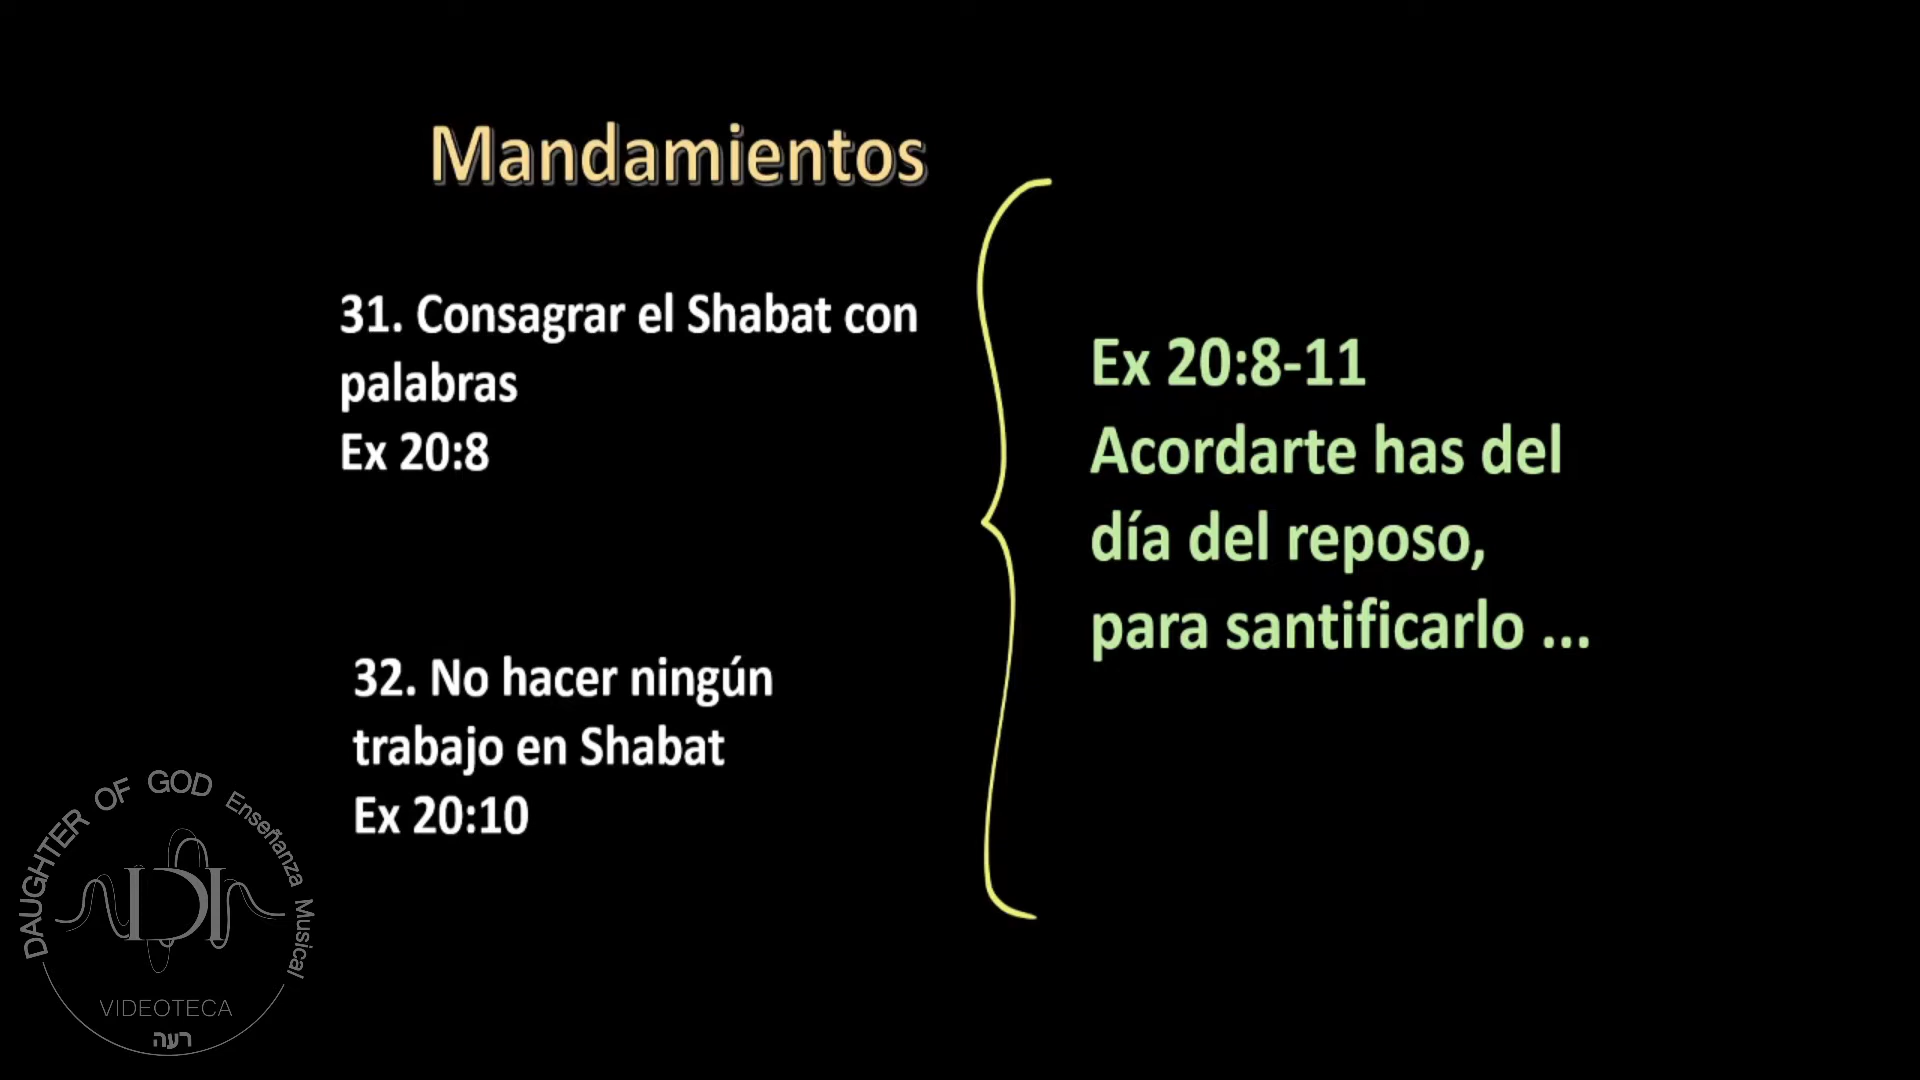 Mandamientos
31. Consagrar el Shabat con
palabras
Ex 20:8
32. No hacer ningún
trabajo en Shabat
Ex 20:10
Ex 20:8-11
Acordarte has del
día del reposo,
para santificarlo ...
DAUGHTER OF GOD Enseñanza Musical
VIDEOTECA
רעה